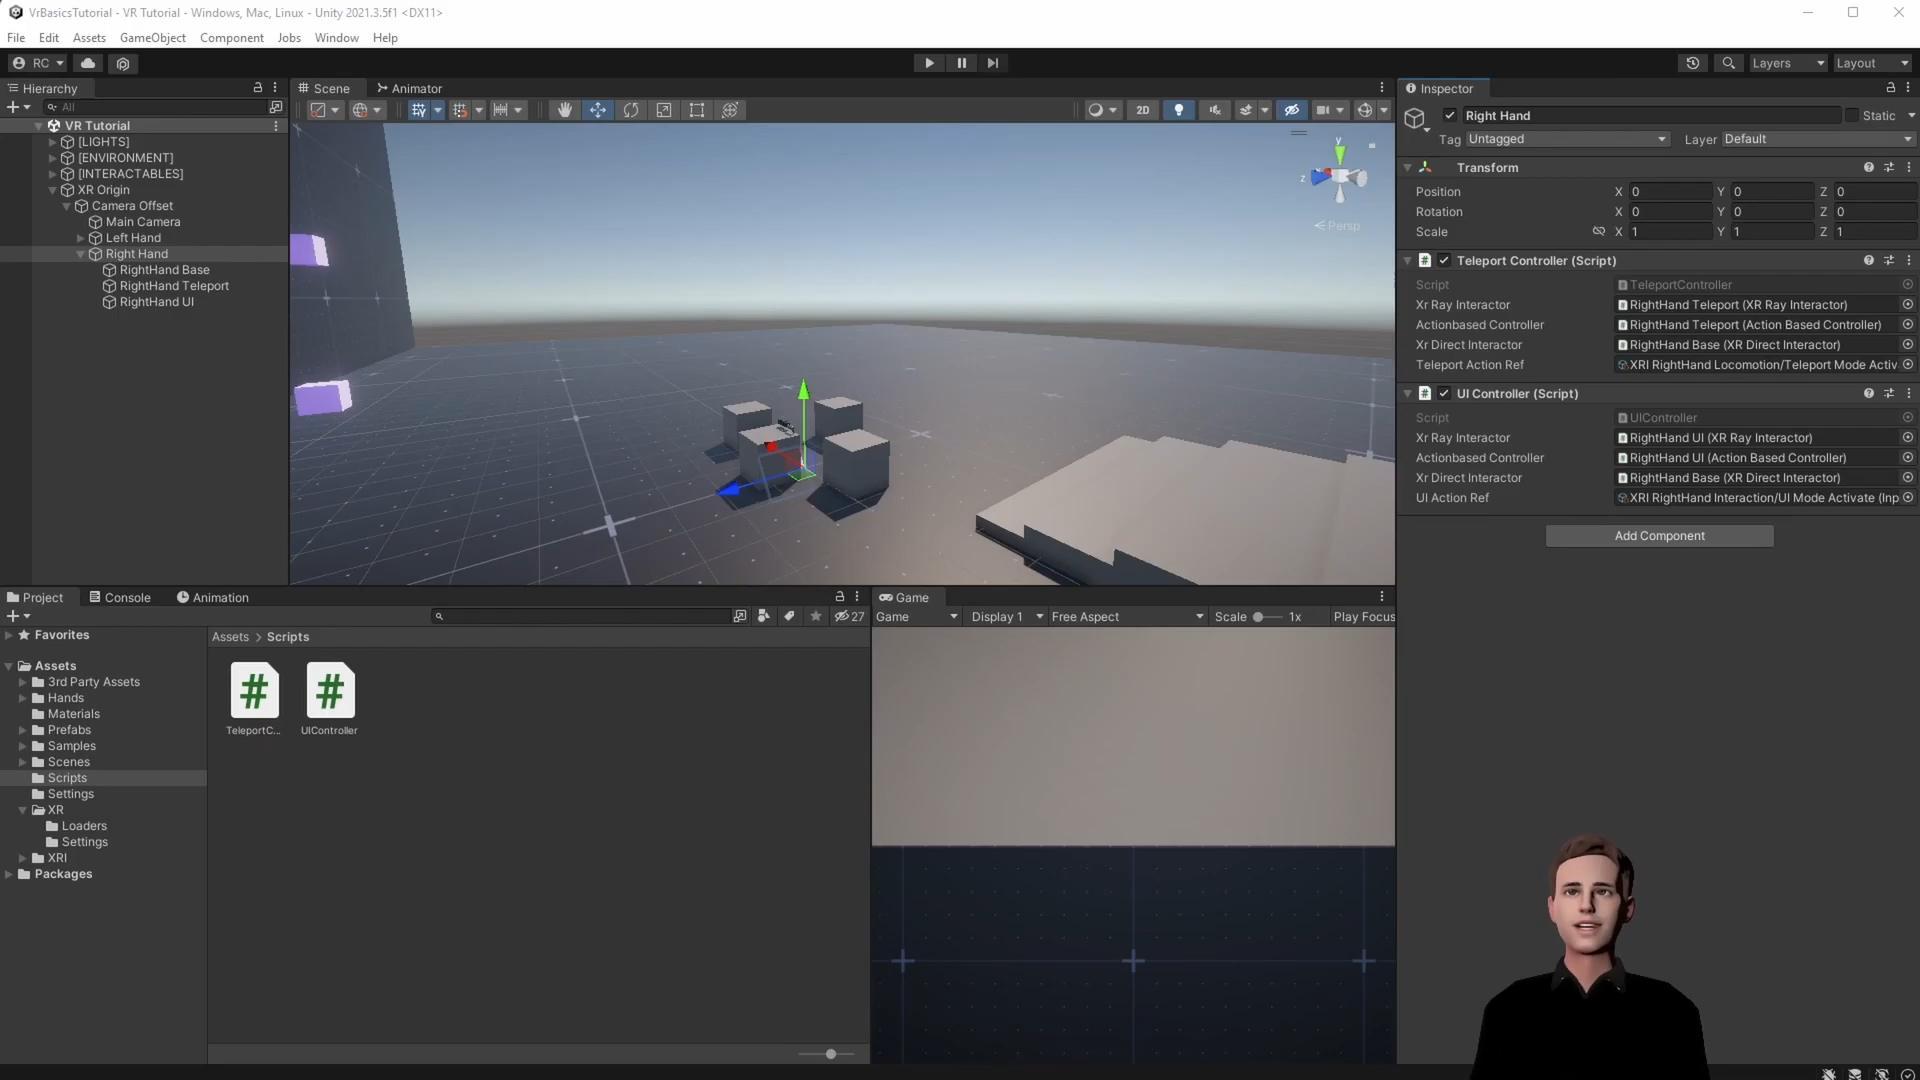 VrBasicsTutorial - VR Tutorial - Windows, Mac, Linux - Unity 2021.3.5f1 <DX11>
File Edit Assets GameObject Component Jobs Window Help
RC
Layers Layout
Hierarchy
All
VR Tutorial
[LIGHTS]
[ENVIRONMENT]
[INTERACTABLES]
XR Origin
Camera Offset
Main Camera
Left Hand
Right Hand
RightHand Base
RightHand Teleport
RightHand UI
Scene Animator
2D
y
z
Persp
Inspector
Right Hand Static
Tag Untagged Layer Default
Transform
Position X 0 Y 0 Z 0
Rotation X 0 Y 0 Z 0
Scale X 1 Y 1 Z 1
# Teleport Controller (Script)
Script TeleportController
Xr Ray Interactor RightHand Teleport (XR Ray Interactor)
Actionbased Controller RightHand Teleport (Action Based Controller)
Xr Direct Interactor RightHand Base (XR Direct Interactor)
Teleport Action Ref XRI RightHand Locomotion/Teleport Mode Activ
# UI Controller (Script)
Script UIController
Xr Ray Interactor RightHand UI (XR Ray Interactor)
Actionbased Controller RightHand UI (Action Based Controller)
Xr Direct Interactor RightHand Base (XR Direct Interactor)
UI Action Ref XRI RightHand Interaction/UI Mode Activate (Inp
Add Component
Project Console Animation
27
Favorites
Assets
3rd Party Assets
Hands
Materials
Prefabs
Samples
Scenes
Scripts
Settings
XR
Loaders
Settings
XRI
Packages
Assets > Scripts
# #
TeleportC... UIController
Game
Game Display 1 Free Aspect Scale 1x Play Focus